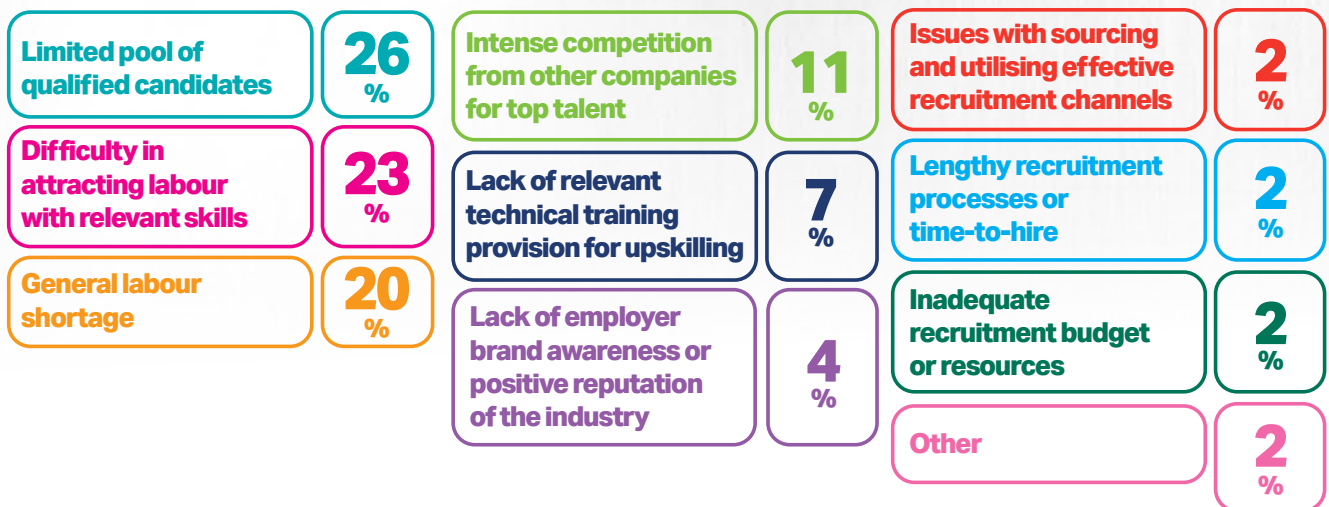 Limited pool of
qualified candidates
26
%
Difficulty in
attracting labour
with relevant skills
23
%
General labour
shortage
20
%
Intense competition
from other companies
for top talent
11
%
Lack of relevant
technical training
provision for upskilling
7
%
Lack of employer
brand awareness or
positive reputation
of the industry
4
%
Issues with sourcing
and utilising effective
recruitment channels
2
%
Lengthy recruitment
processes or
time-to-hire
2
%
Inadequate
recruitment budget
or resources
2
%
Other
2
%